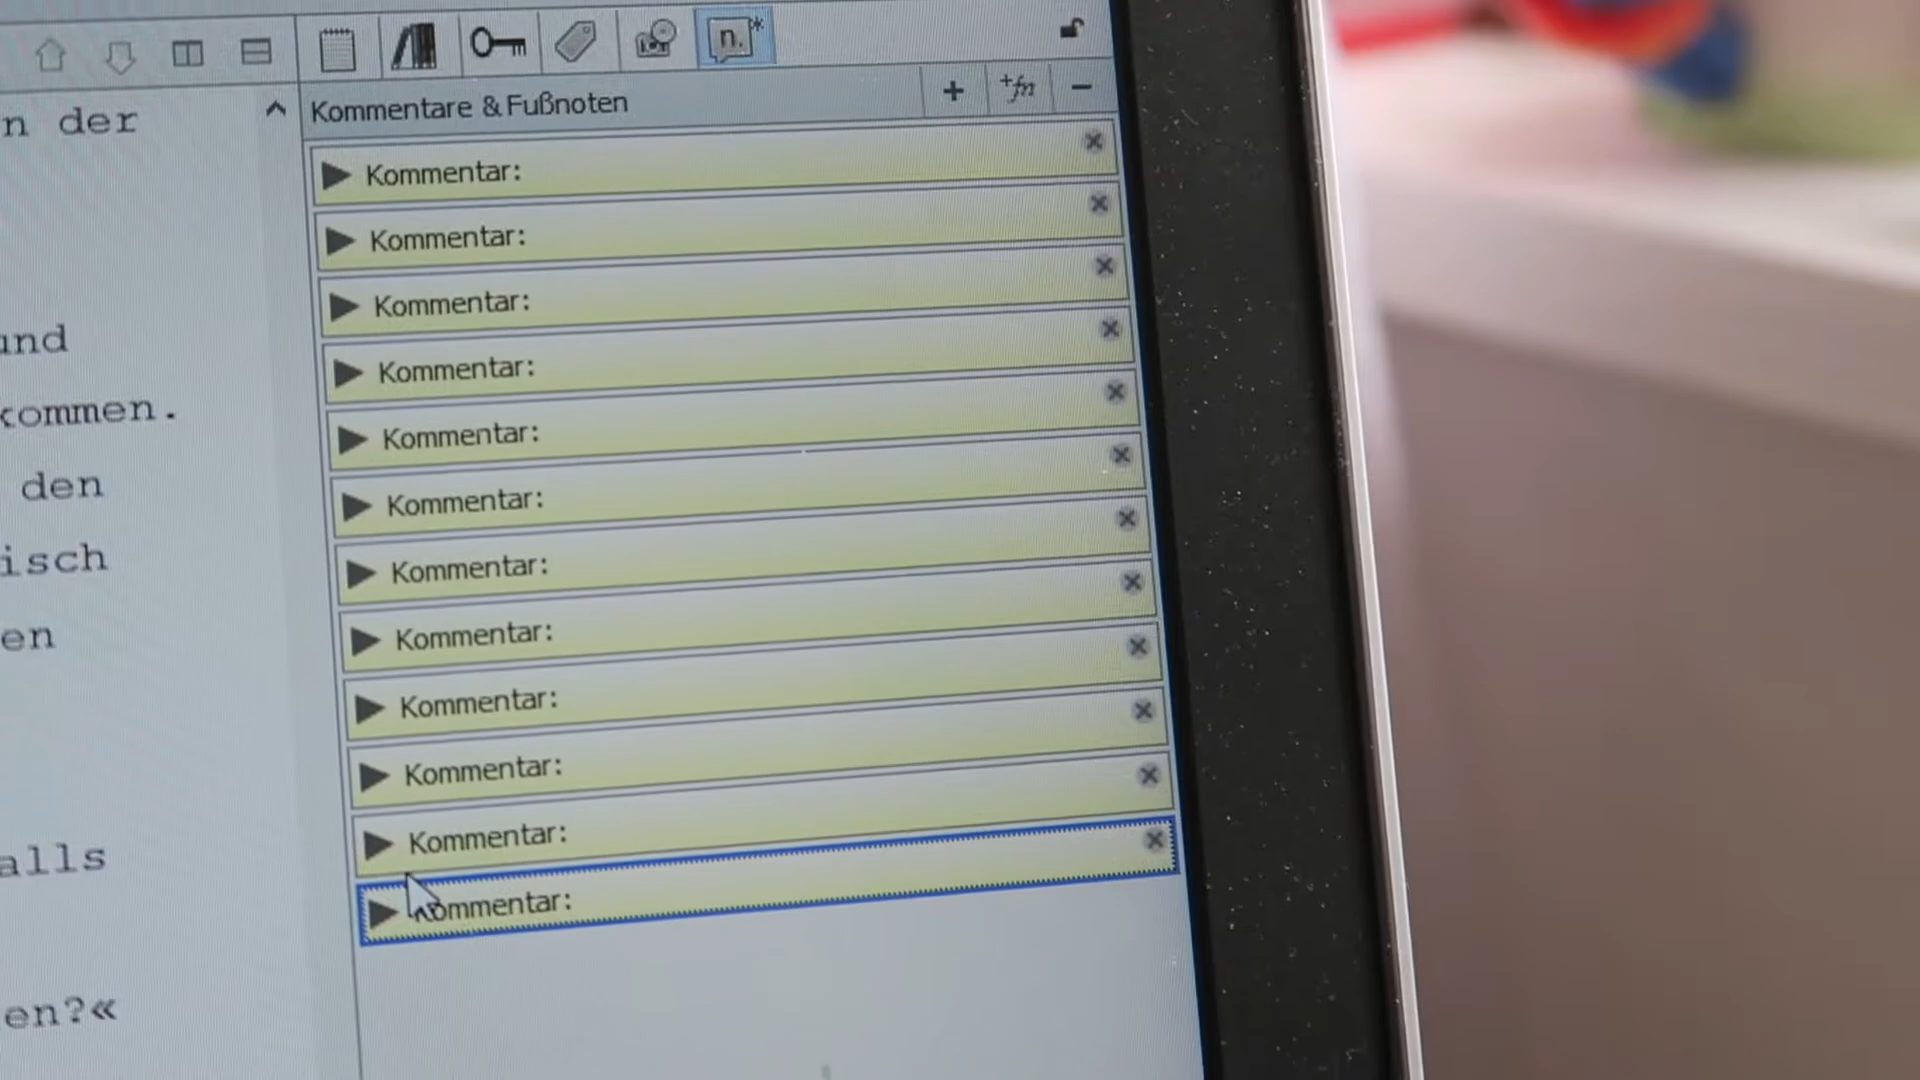 n.*
Kommentare & Fußnoten
+ +fn −
n der
und
kommen.
den
isch
en
alls
en?«
Kommentar:
Kommentar:
Kommentar:
Kommentar:
Kommentar:
Kommentar:
Kommentar:
Kommentar:
Kommentar:
Kommentar:
Kommentar:
Kommentar: